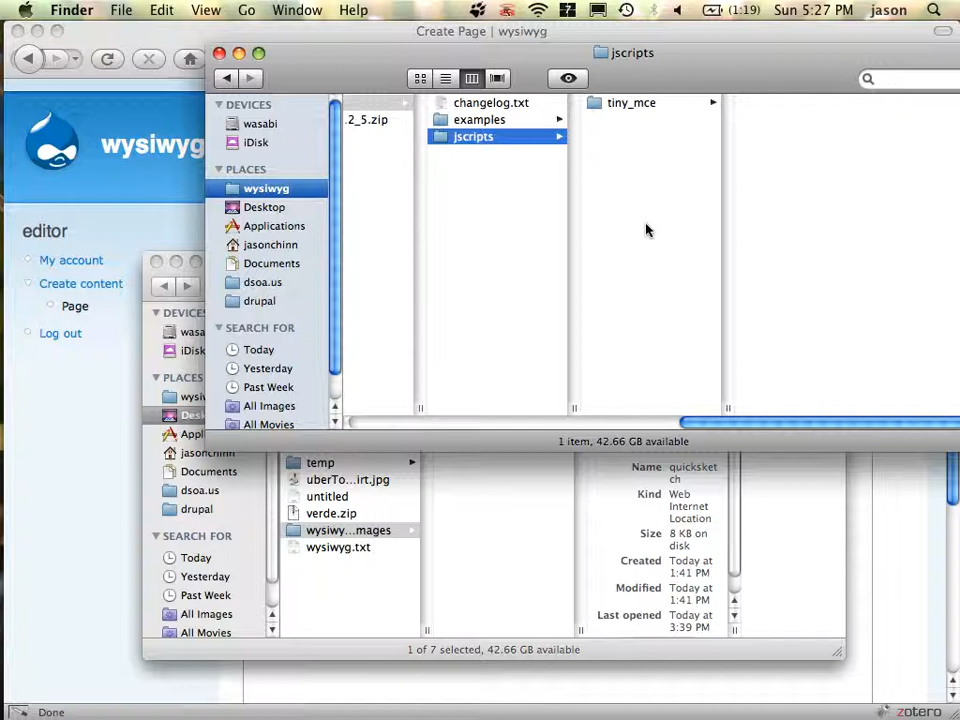 Finder File Edit View Go Window Help
(1:19) Sun 5:27 PM jason
Create Page | wysiwyg
jscripts
wysiwyg
editor
My account
Create content
Page
Log out
DEVICES
wasabi
iDisk
PLACES
wysiwyg
Desktop
Applications
jasonchinn
Documents
dsoa.us
drupal
SEARCH FOR
Today
Yesterday
Past Week
All Images
All Movies
.2_5.zip
changelog.txt
examples
jscripts
tiny_mce
1 item, 42.66 GB available
DEVICES
wasa
iDisk
PLACES
wysiw
Desk
Appl
jasonchinn
Documents
dsoa.us
drupal
SEARCH FOR
Today
Yesterday
Past Week
All Images
All Movies
temp
uberTo...irt.jpg
untitled
verde.zip
wysiwy...mages
wysiwyg.txt
Name quicksket
ch
Kind Web
Internet
Location
Size 8 KB on
disk
Created Today at
1:41 PM
Modified Today at
1:41 PM
Last opened Today at
3:39 PM
1 of 7 selected, 42.66 GB available
Done
zotero